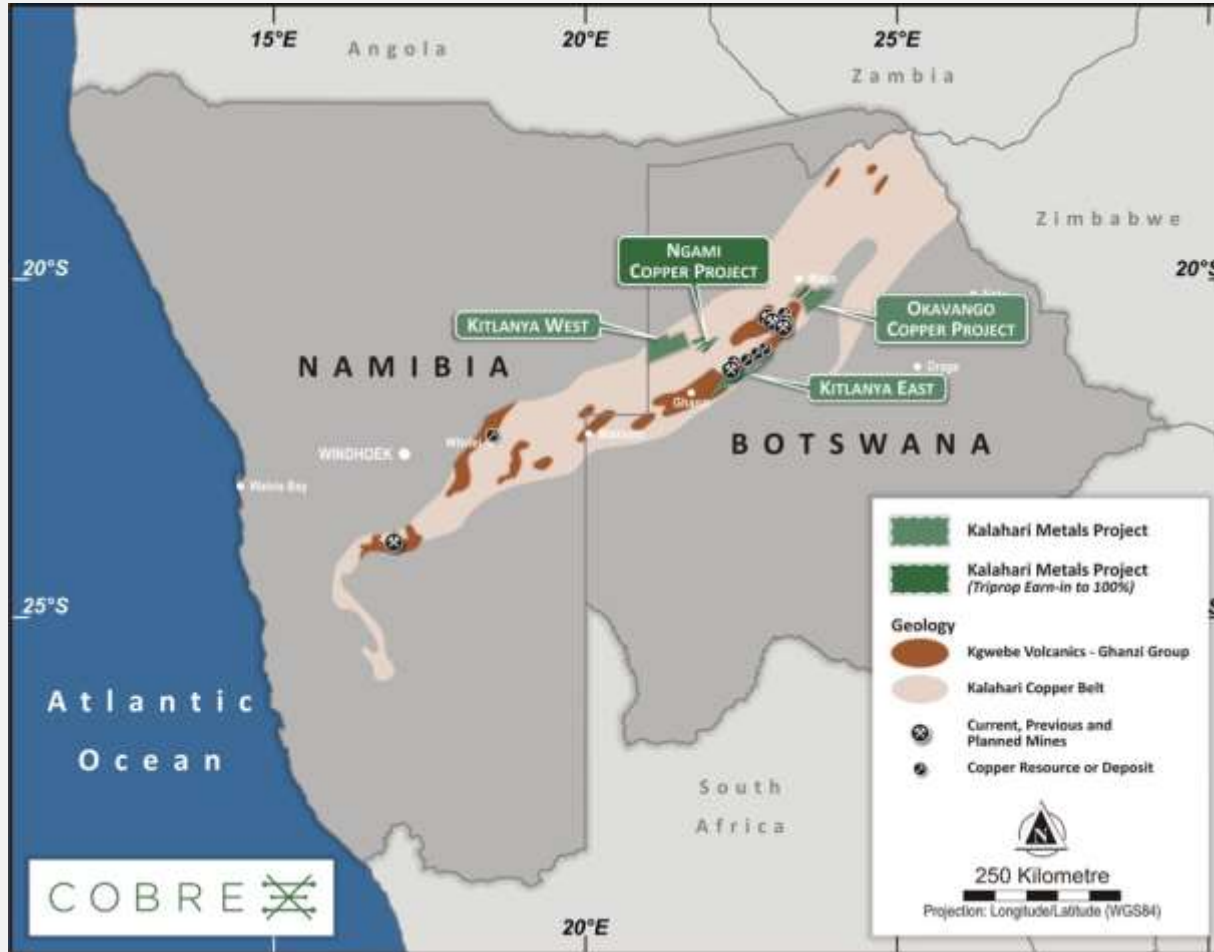 15°E
20°E
25°E
Angola
Zambia
Zimbabwe
20°S
NGAMI
COPPER PROJECT
OKAVANGO
COPPER PROJECT
KITLANYA WEST
KITLANYA EAST
NAMIBIA
BOTSWANA
WINDHOEK
Walvis Bay
25°S
Atlantic
Ocean
South
Africa
20°E
Kalahari Metals Project
Kalahari Metals Project
(Triprop Earn-in to 100%)
Geology
Kgwebe Volcanics - Ghanzi Group
Kalahari Copper Belt
Current, Previous and
Planned Mines
Copper Resource or Deposit
N
250 Kilometre
Projection: Longitude/Latitude (WGS84)
COBRE